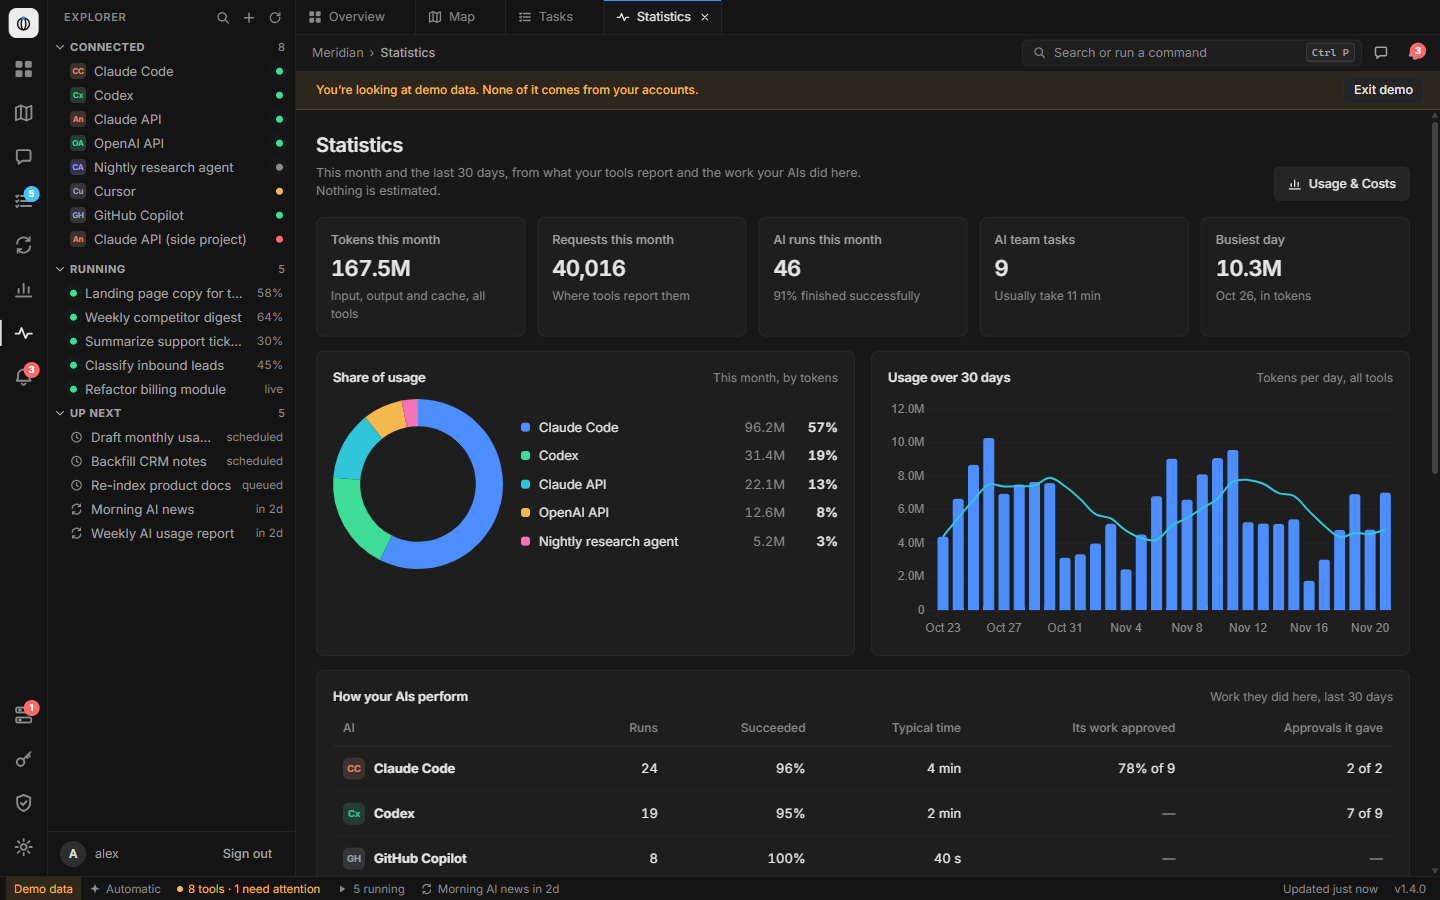 EXPLORER
CONNECTED 8
CC Claude Code
Cx Codex
An Claude API
OA OpenAI API
CA Nightly research agent
Cu Cursor
GH GitHub Copilot
An Claude API (side project)
RUNNING 5
Landing page copy for t... 58%
Weekly competitor digest 64%
Summarize support tick... 30%
Classify inbound leads 45%
Refactor billing module live
UP NEXT 5
Draft monthly usa... scheduled
Backfill CRM notes scheduled
Re-index product docs queued
Morning AI news in 2d
Weekly AI usage report in 2d
5
3
1
A alex Sign out
Overview Map Tasks Statistics ×
Meridian › Statistics
Search or run a command Ctrl P
3
You're looking at demo data. None of it comes from your accounts. Exit demo
Statistics
This month and the last 30 days, from what your tools report and the work your AIs did here.
Nothing is estimated.
Usage & Costs
Tokens this month
167.5M
Input, output and cache, all
tools
Requests this month
40,016
Where tools report them
AI runs this month
46
91% finished successfully
AI team tasks
9
Usually take 11 min
Busiest day
10.3M
Oct 26, in tokens
Share of usage This month, by tokens
Claude Code 96.2M 57%
Codex 31.4M 19%
Claude API 22.1M 13%
OpenAI API 12.6M 8%
Nightly research agent 5.2M 3%
Usage over 30 days Tokens per day, all tools
12.0M
10.0M
8.0M
6.0M
4.0M
2.0M
0
Oct 23 Oct 27 Oct 31 Nov 4 Nov 8 Nov 12 Nov 16 Nov 20
How your AIs perform Work they did here, last 30 days
AI Runs Succeeded Typical time Its work approved Approvals it gave
CC Claude Code 24 96% 4 min 78% of 9 2 of 2
Cx Codex 19 95% 2 min — 7 of 9
GH GitHub Copilot 8 100% 40 s — —
Demo data Automatic 8 tools · 1 need attention 5 running Morning AI news in 2d Updated just now v1.4.0